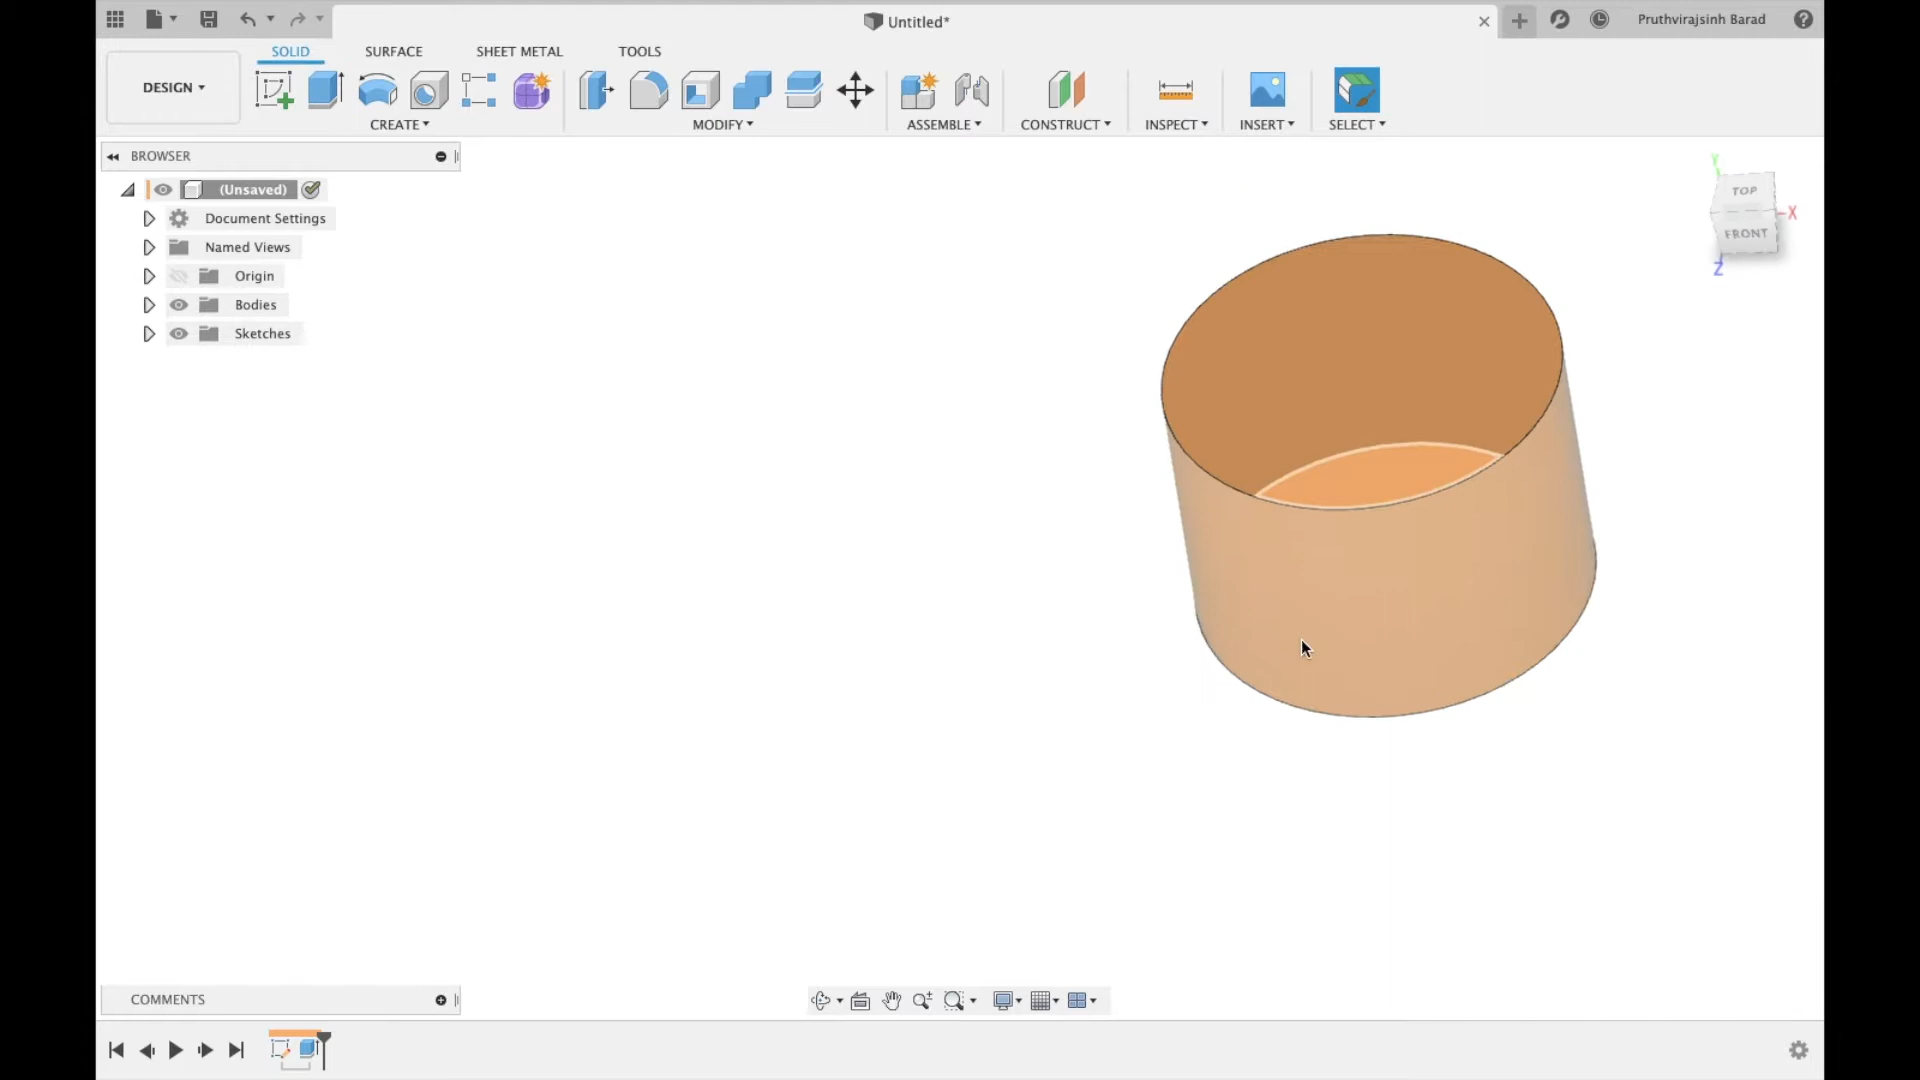 Untitled*
Pruthvirajsinh Barad
SOLID
SURFACE
SHEET METAL
TOOLS
DESIGN
CREATE
MODIFY
ASSEMBLE
CONSTRUCT
INSPECT
INSERT
SELECT
BROWSER
(Unsaved)
Document Settings
Named Views
Origin
Bodies
Sketches
Y
TOP
X
FRONT
Z
COMMENTS